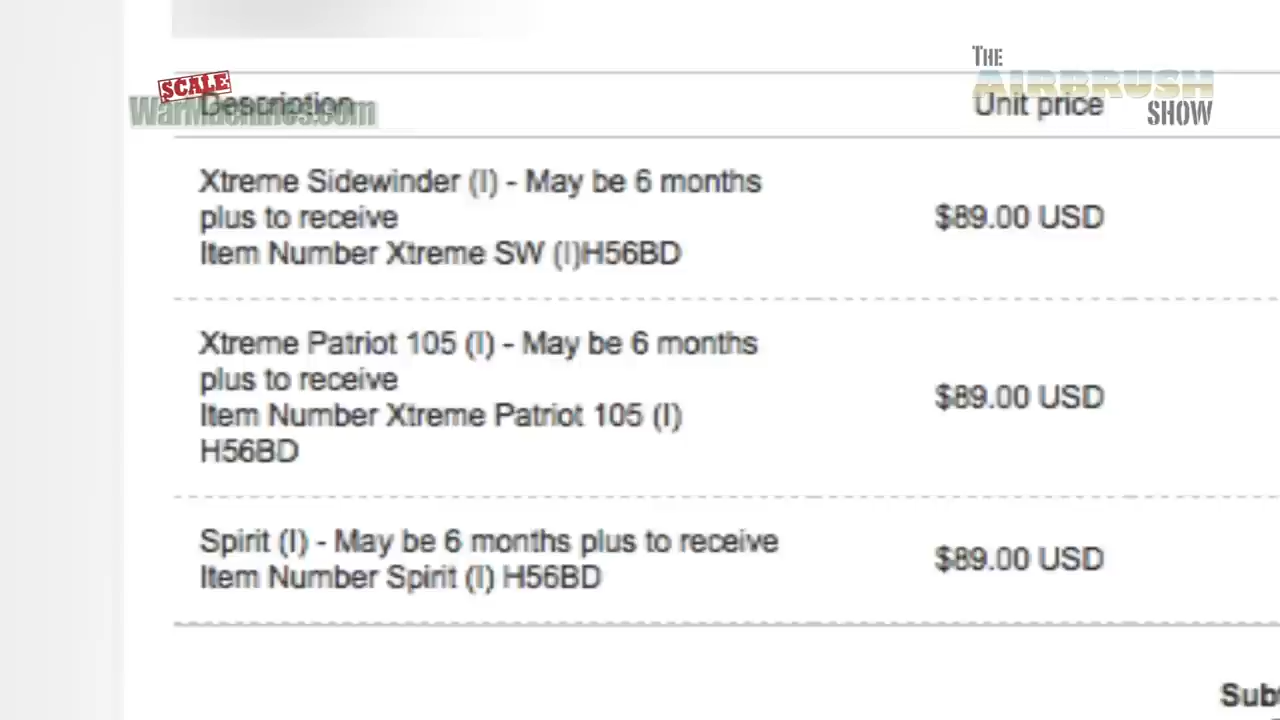 THE
AIRBRUSH
SHOW
SCALE
WarMachines.com
Description
Unit price
Xtreme Sidewinder (I) - May be 6 months
plus to receive
Item Number Xtreme SW (I)H56BD
$89.00 USD
Xtreme Patriot 105 (I) - May be 6 months
plus to receive
Item Number Xtreme Patriot 105 (I)
H56BD
$89.00 USD
Spirit (I) - May be 6 months plus to receive
Item Number Spirit (I) H56BD
$89.00 USD